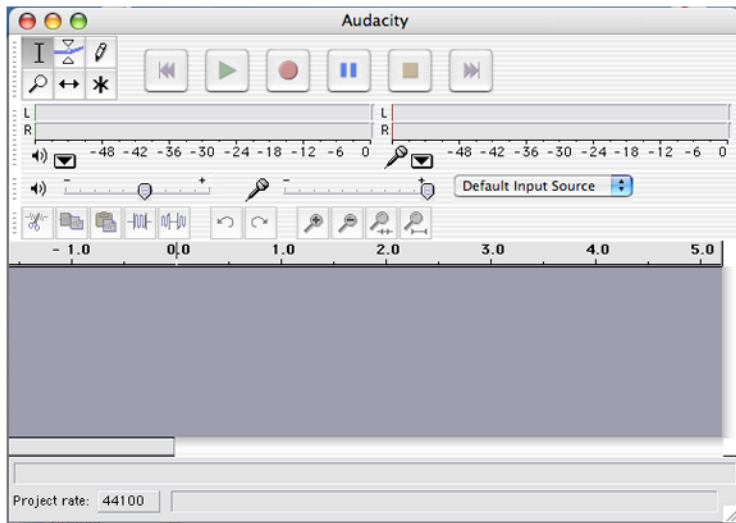 Audacity
L L
R R
-48 -42 -36 -30 -24 -18 -12 -6 0 -48 -42 -36 -30 -24 -18 -12 -6 0
- + - + Default Input Source
- 1.0 0.0 1.0 2.0 3.0 4.0 5.0
Project rate: 44100